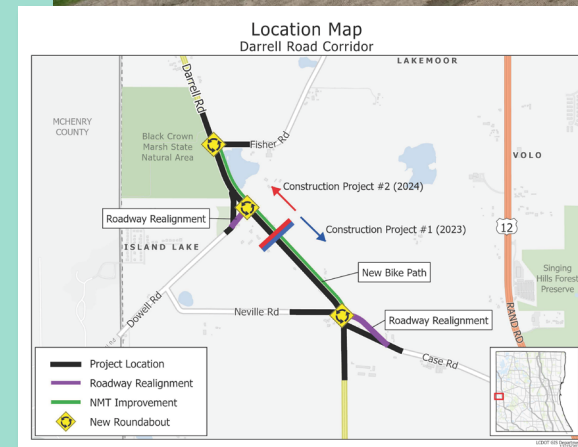 Location Map
Darrell Road Corridor
LAKEMOOR
Darrell Rd
MCHENRY
COUNTY
Black Crown
Marsh State
Natural Area
Fisher Rd
VOLO
Construction Project #2 (2024)
Roadway Realignment
12
Construction Project #1 (2023)
ISLAND LAKE
New Bike Path
Singing
Hills Forest
Preserve
Dowell Rd
Neville Rd
RAND RD
Roadway Realignment
Case Rd
Project Location
Roadway Realignment
NMT Improvement
New Roundabout